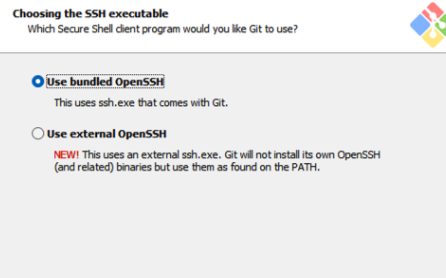 Choosing the SSH executable
Which Secure Shell client program would you like Git to use?
Use bundled OpenSSH
This uses ssh.exe that comes with Git.
Use external OpenSSH
NEW! This uses an external ssh.exe. Git will not install its own OpenSSH
(and related) binaries but use them as found on the PATH.